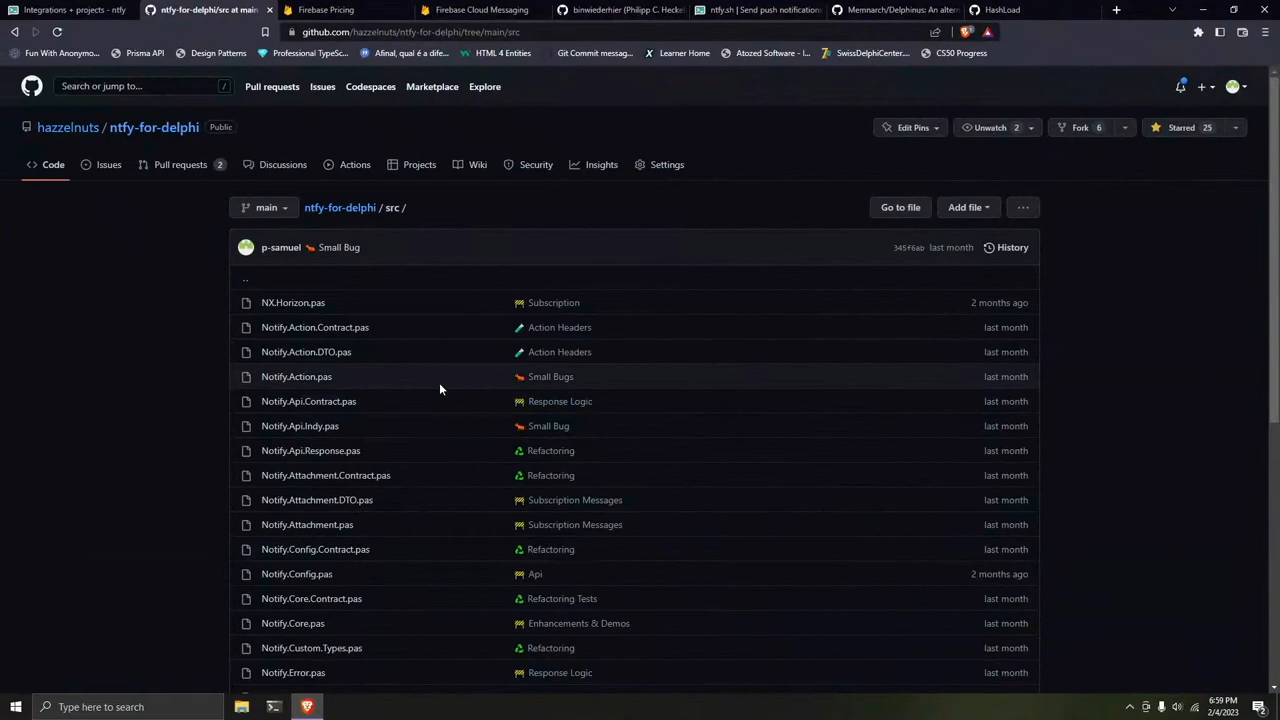 Integrations + projects - ntfy
ntfy-for-delphi/src at main
Firebase Pricing
Firebase Cloud Messaging
binwiederhier (Philipp C. Heckel
ntfy.sh | Send push notification
Memnarch/Delphinus: An altern
HashLoad
github.com/hazzelnuts/ntfy-for-delphi/tree/main/src
Fun With Anonymo...
Prisma API
Design Patterns
Professional TypeSc...
Afinal, qual é a dife...
HTML 4 Entities
Git Commit messag...
Learner Home
Atozed Software - I...
SwissDelphiCenter....
CS50 Progress
Search or jump to... /
Pull requests Issues Codespaces Marketplace Explore
hazzelnuts / ntfy-for-delphi Public
Edit Pins Unwatch 2 Fork 6 Starred 25
Code Issues Pull requests 2 Discussions Actions Projects Wiki Security Insights Settings
main ntfy-for-delphi / src / Go to file Add file ...
p-samuel Small Bug 345f6ab last month History
..
NX.Horizon.pas Subscription 2 months ago
Notify.Action.Contract.pas Action Headers last month
Notify.Action.DTO.pas Action Headers last month
Notify.Action.pas Small Bugs last month
Notify.Api.Contract.pas Response Logic last month
Notify.Api.Indy.pas Small Bug last month
Notify.Api.Response.pas Refactoring last month
Notify.Attachment.Contract.pas Refactoring last month
Notify.Attachment.DTO.pas Subscription Messages last month
Notify.Attachment.pas Subscription Messages last month
Notify.Config.Contract.pas Refactoring last month
Notify.Config.pas Api 2 months ago
Notify.Core.Contract.pas Refactoring Tests last month
Notify.Core.pas Enhancements & Demos last month
Notify.Custom.Types.pas Refactoring last month
Notify.Error.pas Response Logic last month
Type here to search
6:59 PM
2/4/2023